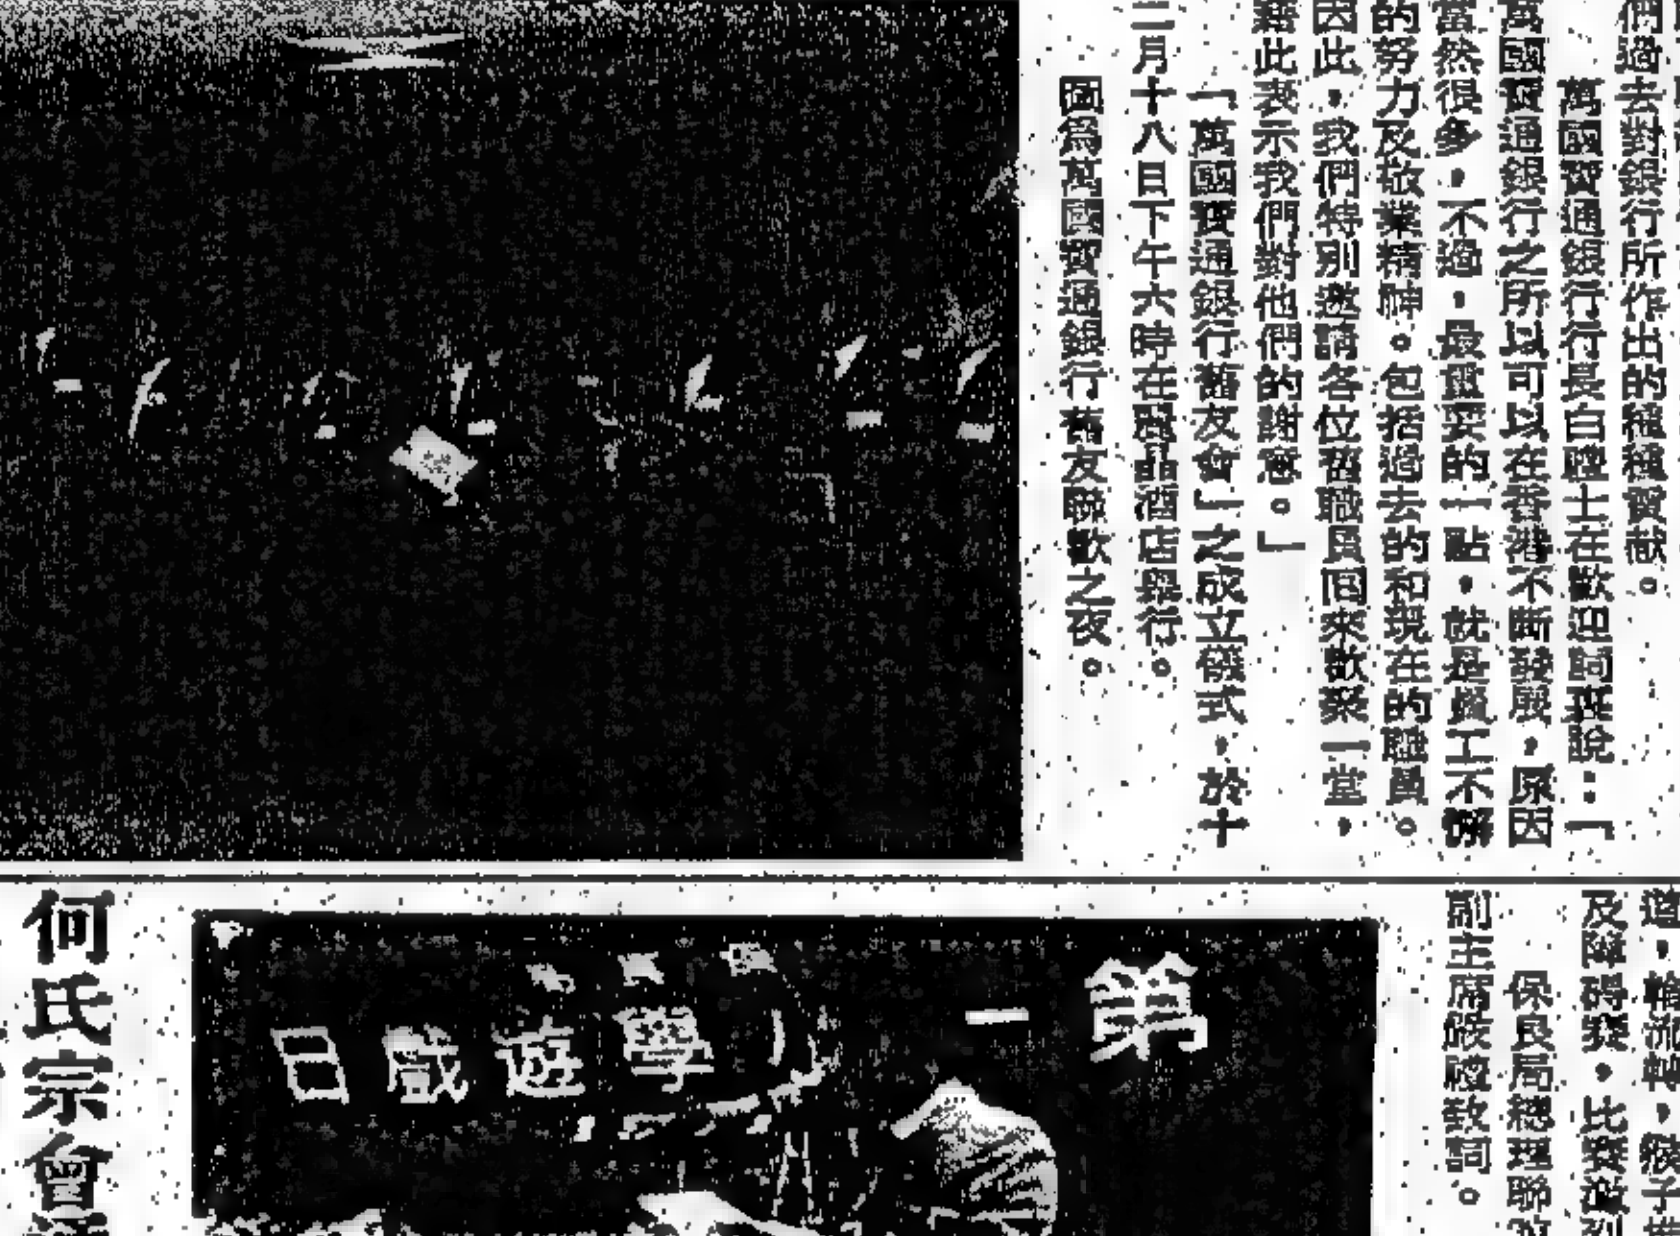 們過去對銀行所作出的種種貢献。
萬國寶通銀行行長白聖士在歡迎詞裏說：「
萬國寶通銀行之所以可以在香港不斷發展，原因
當然很多，不過，最重要的一點，就是員工不懈
的努力及敬業精神。包括過去的和現在的職員。
因此，我們特別邀請各位舊職員回來歡聚一堂，
藉此表示我們對他們的謝意。」
「萬國寶通銀行舊友會」之成立儀式，於十
二月十八日下午六時在麗晶酒店舉行。
圖爲萬國寶通銀行舊友聯歡之夜。
及障碍賽，比賽
保良局總理聯
副主席致詞。
第一
學遊戲日
何氏宗會